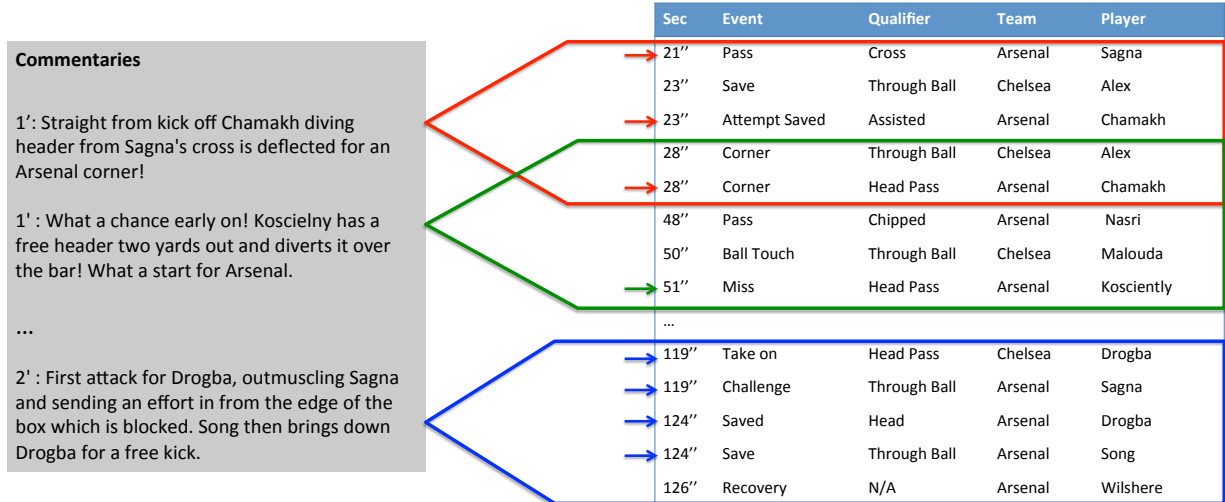 Commentaries
1’: Straight from kick off Chamakh diving
header from Sagna's cross is deflected for an
Arsenal corner!
1' : What a chance early on! Koscielny has a
free header two yards out and diverts it over
the bar! What a start for Arsenal.
...
2' : First attack for Drogba, outmuscling Sagna
and sending an effort in from the edge of the
box which is blocked. Song then brings down
Drogba for a free kick.
Sec Event Qualifier Team Player
21’’ Pass Cross Arsenal Sagna
23’’ Save Through Ball Chelsea Alex
23’’ Attempt Saved Assisted Arsenal Chamakh
28’’ Corner Through Ball Chelsea Alex
28’’ Corner Head Pass Arsenal Chamakh
48’’ Pass Chipped Arsenal Nasri
50’’ Ball Touch Through Ball Chelsea Malouda
51’’ Miss Head Pass Arsenal Kosciently
...
119’’ Take on Head Pass Chelsea Drogba
119’’ Challenge Through Ball Arsenal Sagna
124’’ Saved Head Arsenal Drogba
124’’ Save Through Ball Arsenal Song
126’’ Recovery N/A Arsenal Wilshere